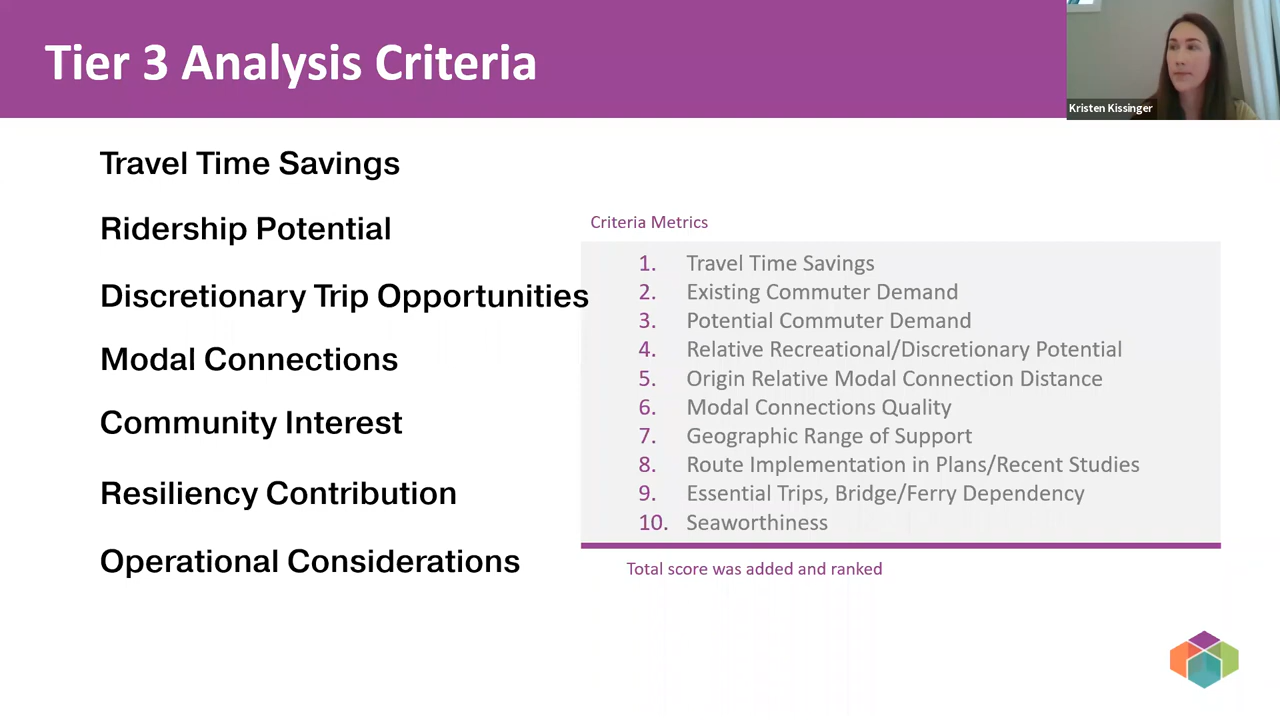 Tier 3 Analysis Criteria
Kristen Kissinger
Travel Time Savings
Ridership Potential
Discretionary Trip Opportunities
Modal Connections
Community Interest
Resiliency Contribution
Operational Considerations
Criteria Metrics
1. Travel Time Savings
2. Existing Commuter Demand
3. Potential Commuter Demand
4. Relative Recreational/Discretionary Potential
5. Origin Relative Modal Connection Distance
6. Modal Connections Quality
7. Geographic Range of Support
8. Route Implementation in Plans/Recent Studies
9. Essential Trips, Bridge/Ferry Dependency
10. Seaworthiness
Total score was added and ranked